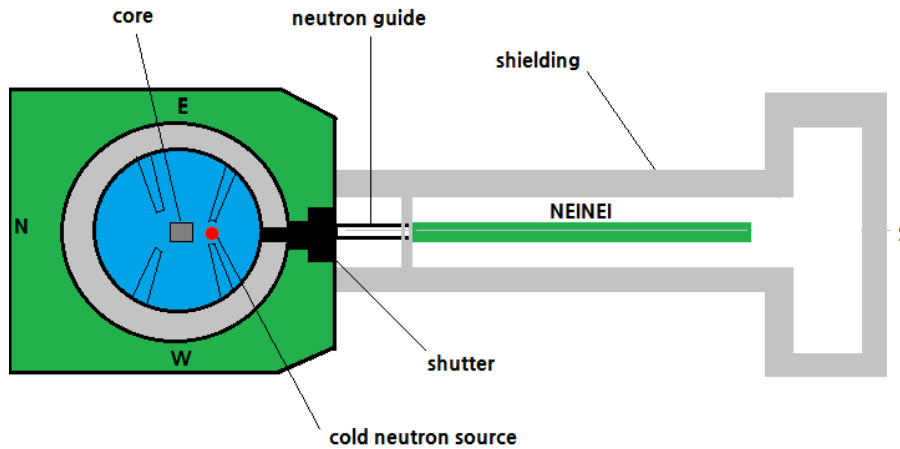 core
neutron guide
shielding
E
N
NEINEI
S
W
shutter
cold neutron source